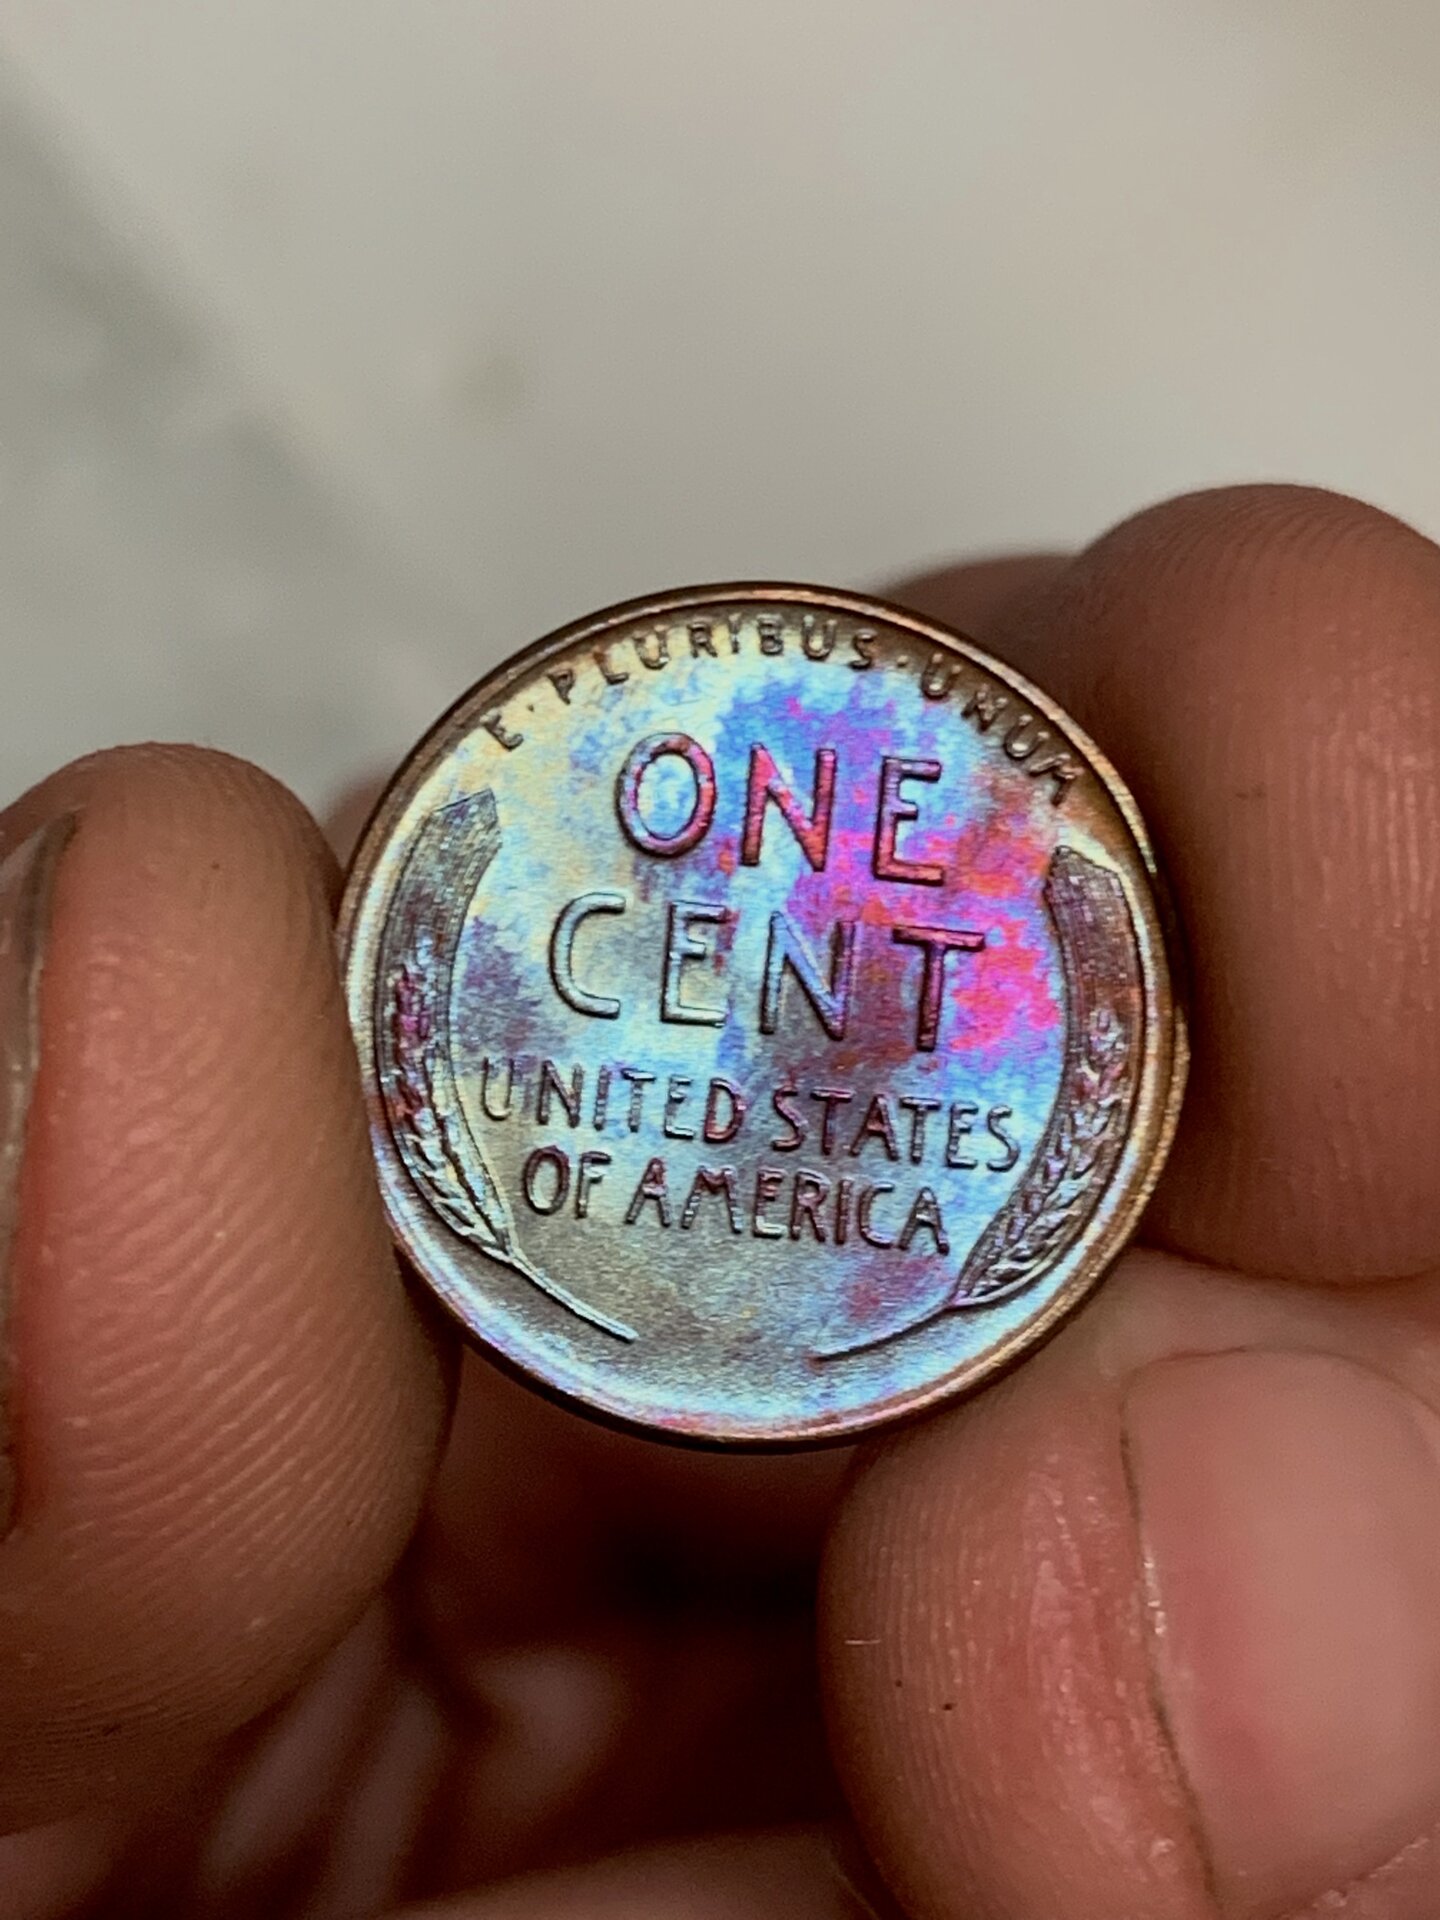 E · PLURIBUS · UNUM
ONE
CENT
UNITED STATES
OF AMERICA